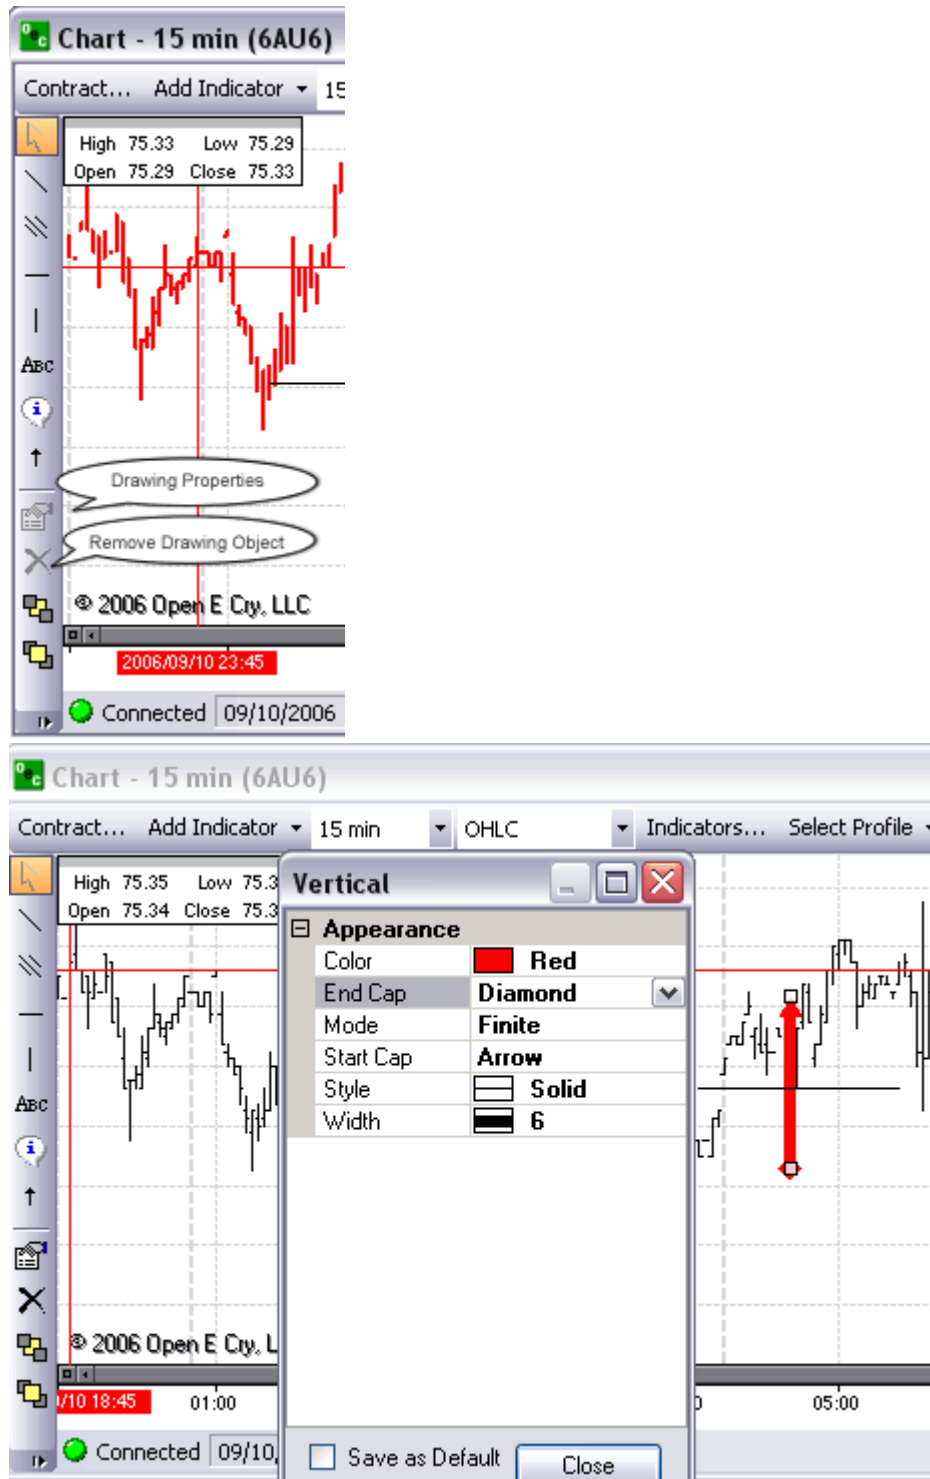 Chart - 15 min (6AU6)
Contract... Add Indicator
High 75.33 Low 75.29
Open 75.29 Close 75.33
ABC
Drawing Properties
Remove Drawing Object
© 2006 Open E Cry, LLC
2006/09/10 23:45
Connected 09/10/2006
Chart - 15 min (6AU6)
Contract... Add Indicator 15 min OHLC Indicators... Select Profile
High 75.35 Low 75.3
Open 75.34 Close 75.3
Vertical
Appearance
Color Red
End Cap Diamond
Mode Finite
Start Cap Arrow
Style Solid
Width 6
ABC
© 2006 Open E Cry, L
/10 18:45 01:00 05:00
Connected 09/10,
Save as Default Close